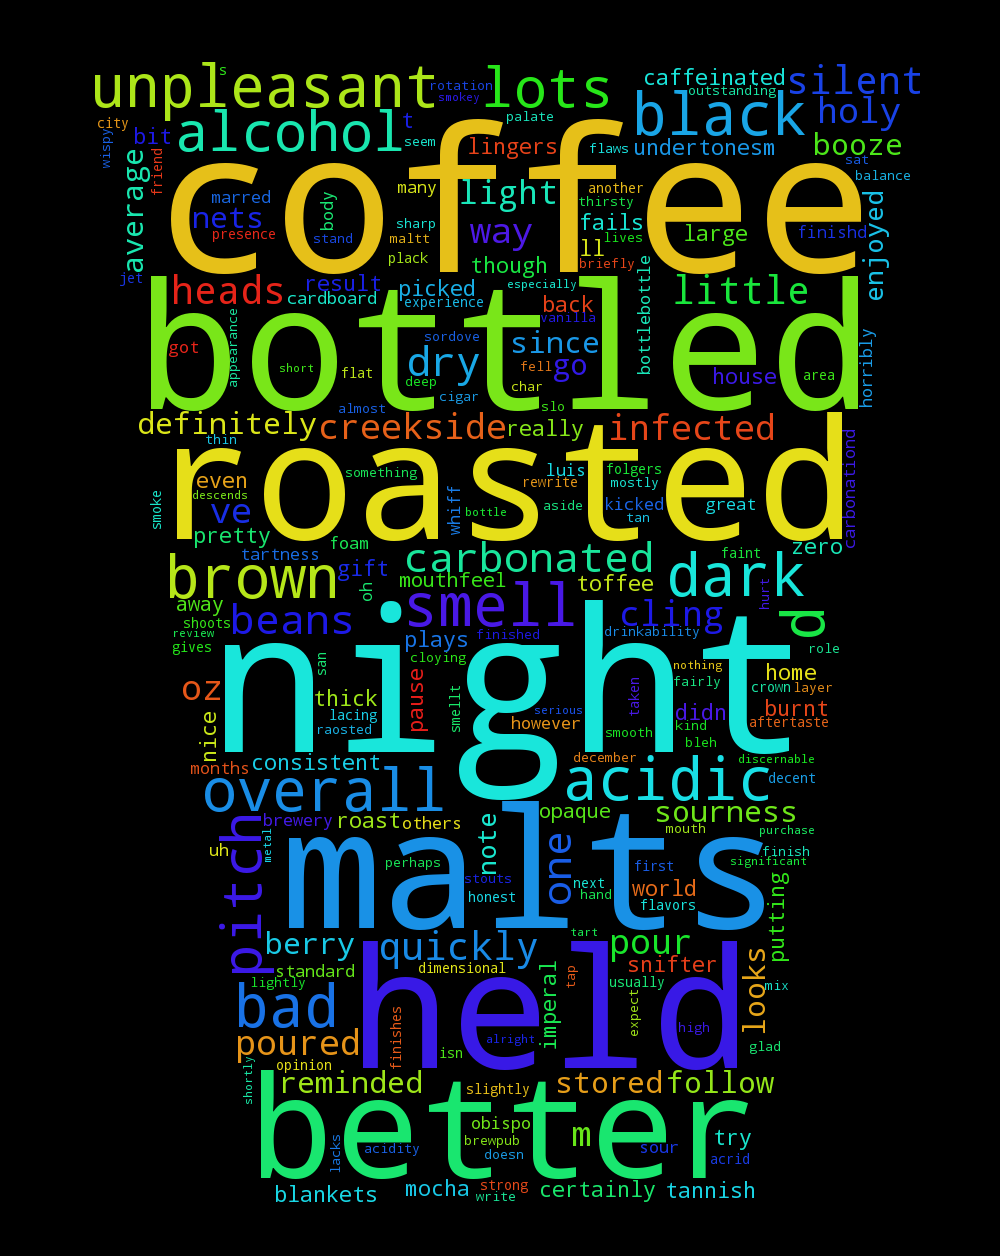 s
rotation
unpleasant
lots
caffeinated
silent
smokey
outstanding
city
alcohol
t
palate
black
holy
wispy
bit
seem
lingers
flaws
undertonesm
booze
average
friend
coffee
sat
balance
marred
many
light
another
thirsty
enjoyed
nets
body
sharp
way
fails
large
finishd
presence
stand
maltt
ll
lives
plack
though
briefly
jet
heads
result
picked
especially
little
cardboard
experience
back
bottlebottle
appearance
bottled
vanilla
got
sordove
since
horribly
short
flat
dry
fell
go
house
area
deep
char
cigar
almost
slo
definitely
creekside
really
infected
thin
roasted
carbonationd
something
luis
folgers
even
rewrite
mostly
descends
smoke
ve
whiff
aside
kicked
great
bottle
tan
pretty
foam
tartness
carbonated
faint
zero
brown
gift
oh
mouthfeel
toffee
dark
hurt
away
smell
cling
d
shoots
beans
review
plays
finished
drinkability
gives
cloying
role
san
night
nothing
home
oz
thick
pause
smellt
taken
fairly
crown
layer
lacing
serious
didn
burnt
raosted
however
kind
aftertaste
nice
smooth
bleh
months
consistent
december
discernable
overall
acidic
decent
opaque
sourness
brewery
roast
others
note
mouth
purchase
pitch
metal
malts
one
uh
perhaps
first
finish
significant
stouts
next
world
honest
hand
flavors
putting
berry
quickly
tart
pour
standard
dimensional
snifter
lightly
imperal
tap
usually
looks
mix
bad
held
expect
high
poured
finishes
alright
isn
glad
opinion
shortly
reminded
slightly
stored
follow
better
obispo
m
try
brewpub
lacks
acidity
doesn
sour
acrid
blankets
mocha
strong
write
certainly
tannish